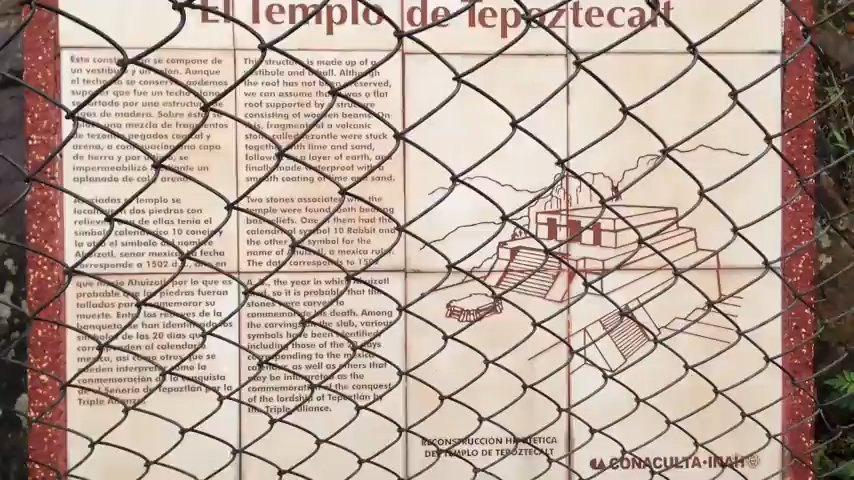 El Templo de Tepoztecalt
Esta construcción se compone de
un vestíbulo y un salón. Aunque
el techo no se conserva, podemos
suponer que fue un techo plano
soportado por una estructura de
vigas de madera. Sobre ésta se
una mezcla de fragmentos
de tezontle pegados con cal y
arena, a continuación una capa
de tierra y por último, se
impermeabilizó mediante un
aplanado de cal y arena.
Asociadas al templo se
localizaron dos piedras con
relieves, una de ellas tenía el
símbolo calendárico 10 conejo y
la otra el símbolo del nombre
Ahuizotl, señor mexica. La fecha
corresponde a 1502 d.C., año en
que murió Ahuizotl por lo que es
probable que las piedras fueran
talladas para conmemorar su
muerte. Entre los relieves de la
banqueta se han identificado los
símbolos de los 20 días que
corresponden al calendario
mexica, así como otros que se
pueden interpretar como la
conmemoración de la conquista
del Señorío de Tepoztlán por la
Triple Alianza.
This structure is made up of a
vestibule and a hall. Although
the roof has not been preserved,
we can assume that it was a flat
roof supported by a structure
consisting of wooden beams. On
this, fragments of a volcanic
stone called tezontle were stuck
together with lime and sand,
followed by a layer of earth, and
finally made waterproof with a
smooth coating of lime and sand.
Two stones associated with the
temple were found both bearing
bas-reliefs. One of them had the
calendrical symbol 10 Rabbit and
the other the symbol for the
name of Ahuizotl, a mexica ruler.
The date corresponds to 1502
A. D., the year in which Ahuizotl
died, so it is probable that the
stones were carved to
commemorate his death. Among
the carvings on the slab, various
symbols have been identified
including those of the 20 days
corresponding to the mexica
calendar, as well as others that
may be interpreted as the
commemoration of the conquest
of the lordship of Tepoztlán by
the Triple Alliance.
RECONSTRUCCIÓN HIPOTÉTICA
DEL TEMPLO DE TEPOZTECALT
CONACULTA•INAH